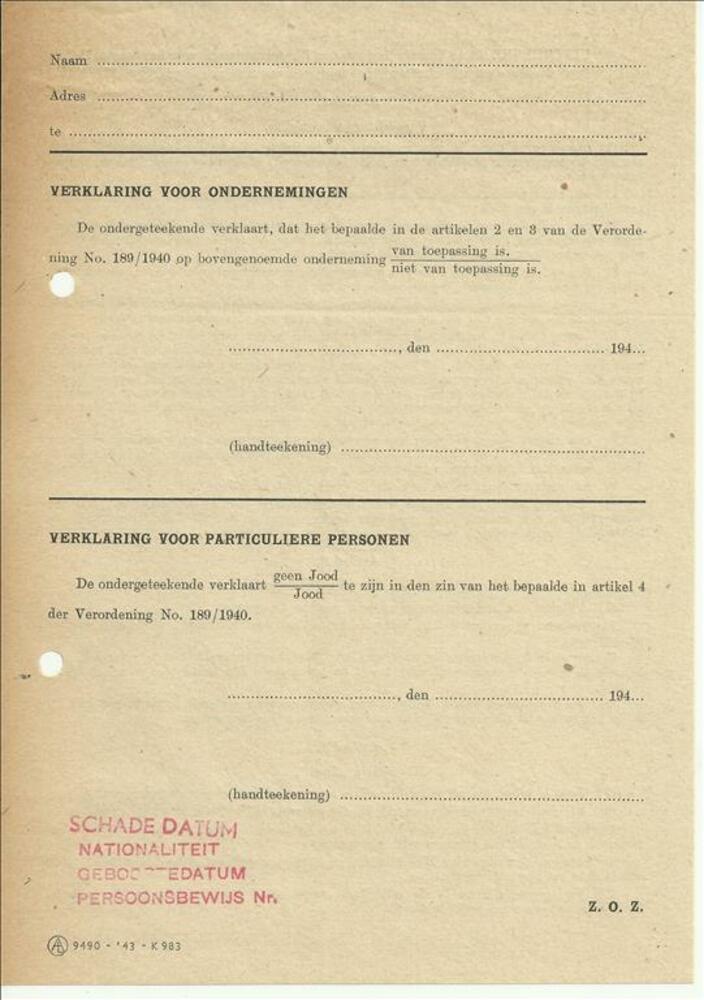 Naam
Adres
te
VERKLARING VOOR ONDERNEMINGEN
De ondergeteekende verklaart, dat het bepaalde in de artikelen 2 en 3 van de Verorde-
ning No. 189/1940 op bovengenoemde onderneming van toepassing is.
niet van toepassing is.
, den 194...
(handteekening)
VERKLARING VOOR PARTICULIERE PERSONEN
De ondergeteekende verklaart geen Jood te zijn in den zin van het bepaalde in artikel 4
Jood
der Verordening No. 189/1940.
, den 194...
(handteekening)
SCHADE DATUM
NATIONALITEIT
PERSOONSBEWIJS Nr.
Z. O. Z.
9490 - '43 - K 983